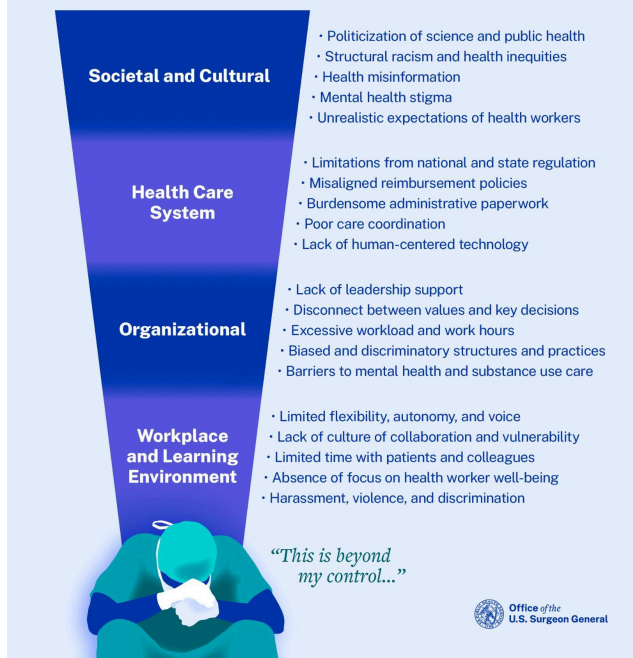 Societal and Cultural
· Politicization of science and public health
· Structural racism and health inequities
· Health misinformation
· Mental health stigma
· Unrealistic expectations of health workers
Health Care
System
· Limitations from national and state regulation
· Misaligned reimbursement policies
· Burdensome administrative paperwork
· Poor care coordination
· Lack of human-centered technology
Organizational
· Lack of leadership support
· Disconnect between values and key decisions
· Excessive workload and work hours
· Biased and discriminatory structures and practices
· Barriers to mental health and substance use care
Workplace
and Learning
Environment
· Limited flexibility, autonomy, and voice
· Lack of culture of collaboration and vulnerability
· Limited time with patients and colleagues
· Absence of focus on health worker well-being
· Harassment, violence, and discrimination
“This is beyond
my control...”
Office of the
U.S. Surgeon General